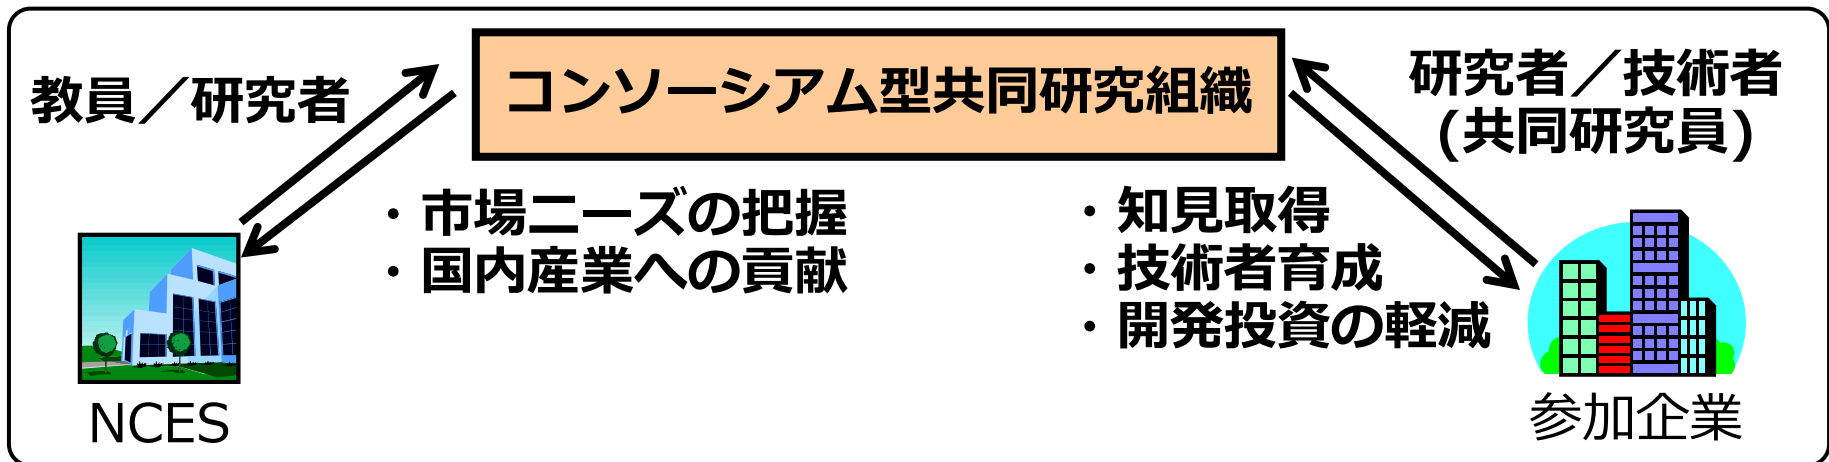 コンソーシアム型共同研究組織
教員／研究者
研究者／技術者
(共同研究員)
・市場ニーズの把握
・国内産業への貢献
・知見取得
・技術者育成
・開発投資の軽減
NCES
参加企業